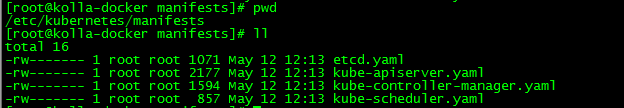 [root@kolla-docker manifests]# pwd
/etc/kubernetes/manifests
[root@kolla-docker manifests]# ll
total 16
-rw------- 1 root root 1071 May 12 12:13 etcd.yaml
-rw------- 1 root root 2177 May 12 12:13 kube-apiserver.yaml
-rw------- 1 root root 1594 May 12 12:13 kube-controller-manager.yaml
-rw------- 1 root root  857 May 12 12:13 kube-scheduler.yaml